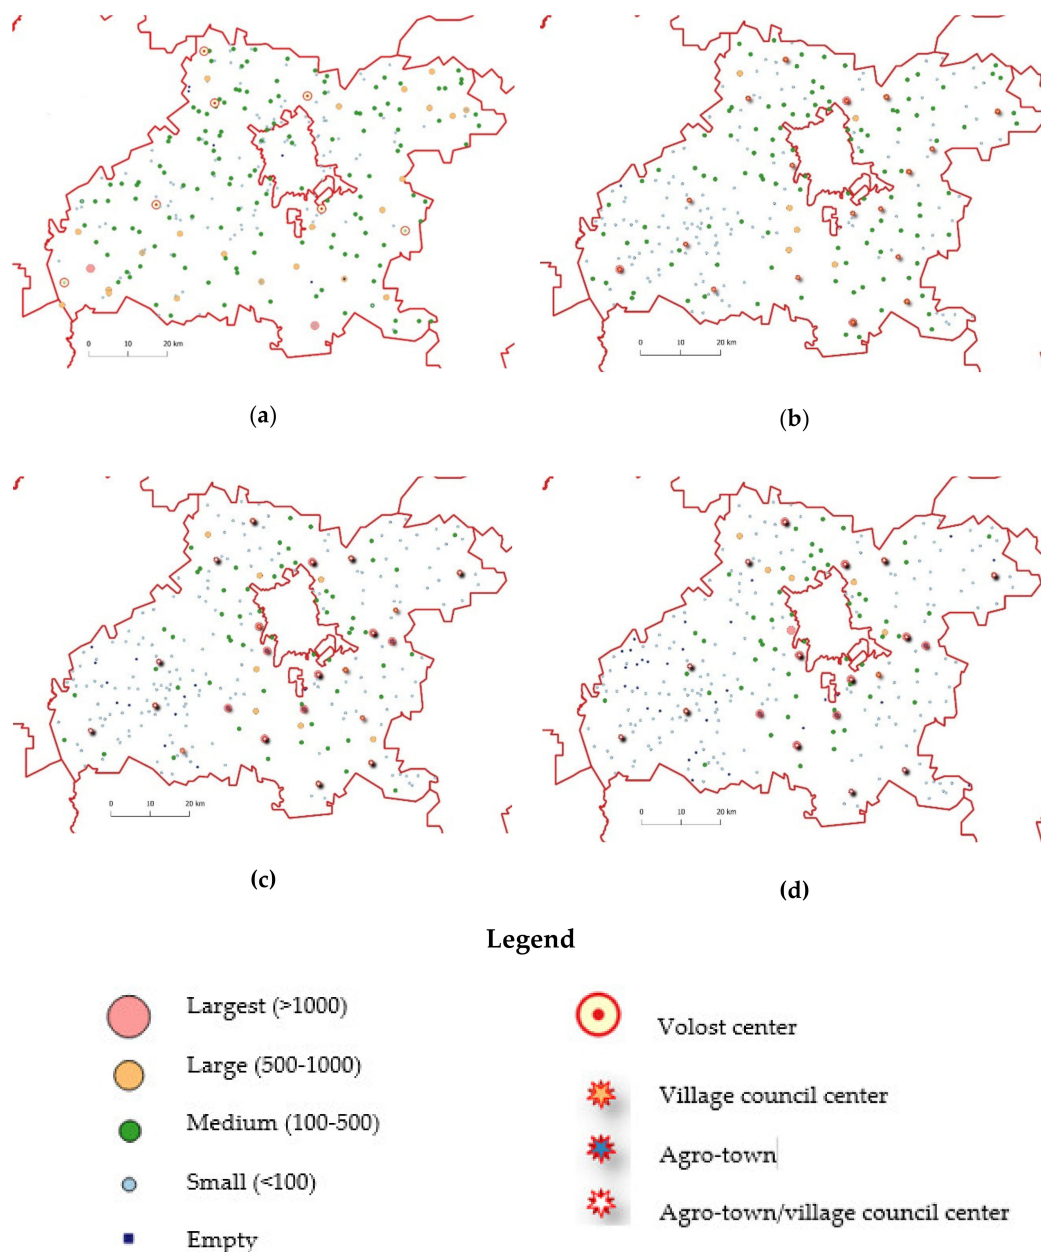 0 10 20 km
0 10 20 km
(a)
(b)
0 10 20 km
0 10 20 km
(c)
(d)
Legend
Largest (>1000)
Large (500-1000)
Medium (100-500)
Small (<100)
Empty
Volost center
Village council center
Agro-town
Agro-town/village council center